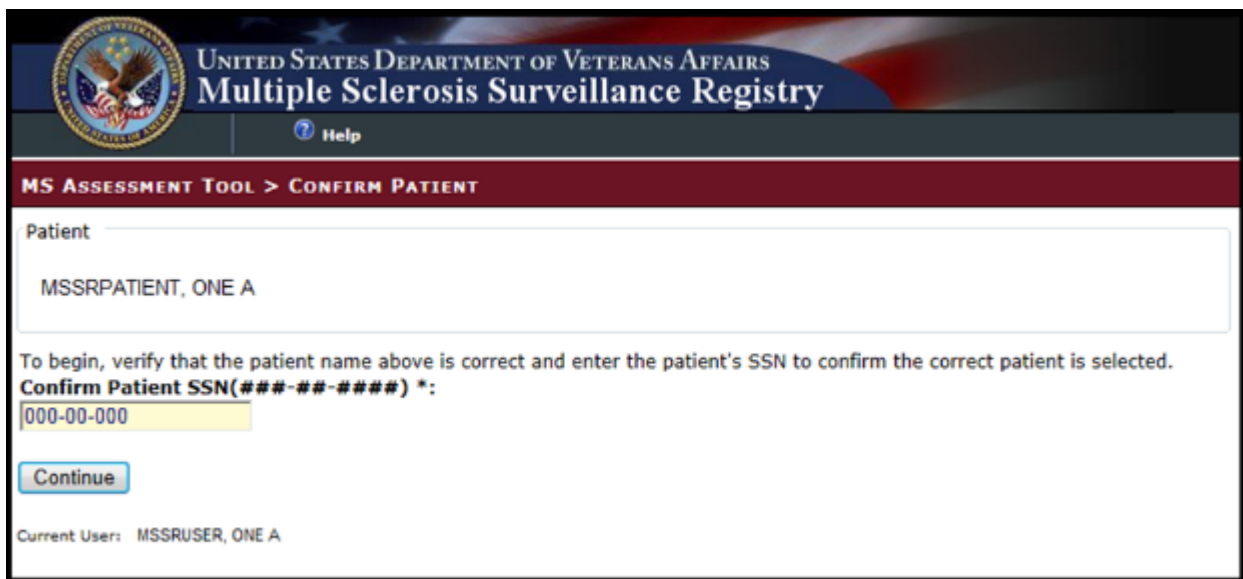 UNITED STATES DEPARTMENT OF VETERANS AFFAIRS
Multiple Sclerosis Surveillance Registry
? Help
MS ASSESSMENT TOOL > CONFIRM PATIENT
Patient
MSSRPATIENT, ONE A
To begin, verify that the patient name above is correct and enter the patient's SSN to confirm the correct patient is selected.
Confirm Patient SSN(###-##-####) *:
000-00-000
Continue
Current User: MSSRUSER, ONE A